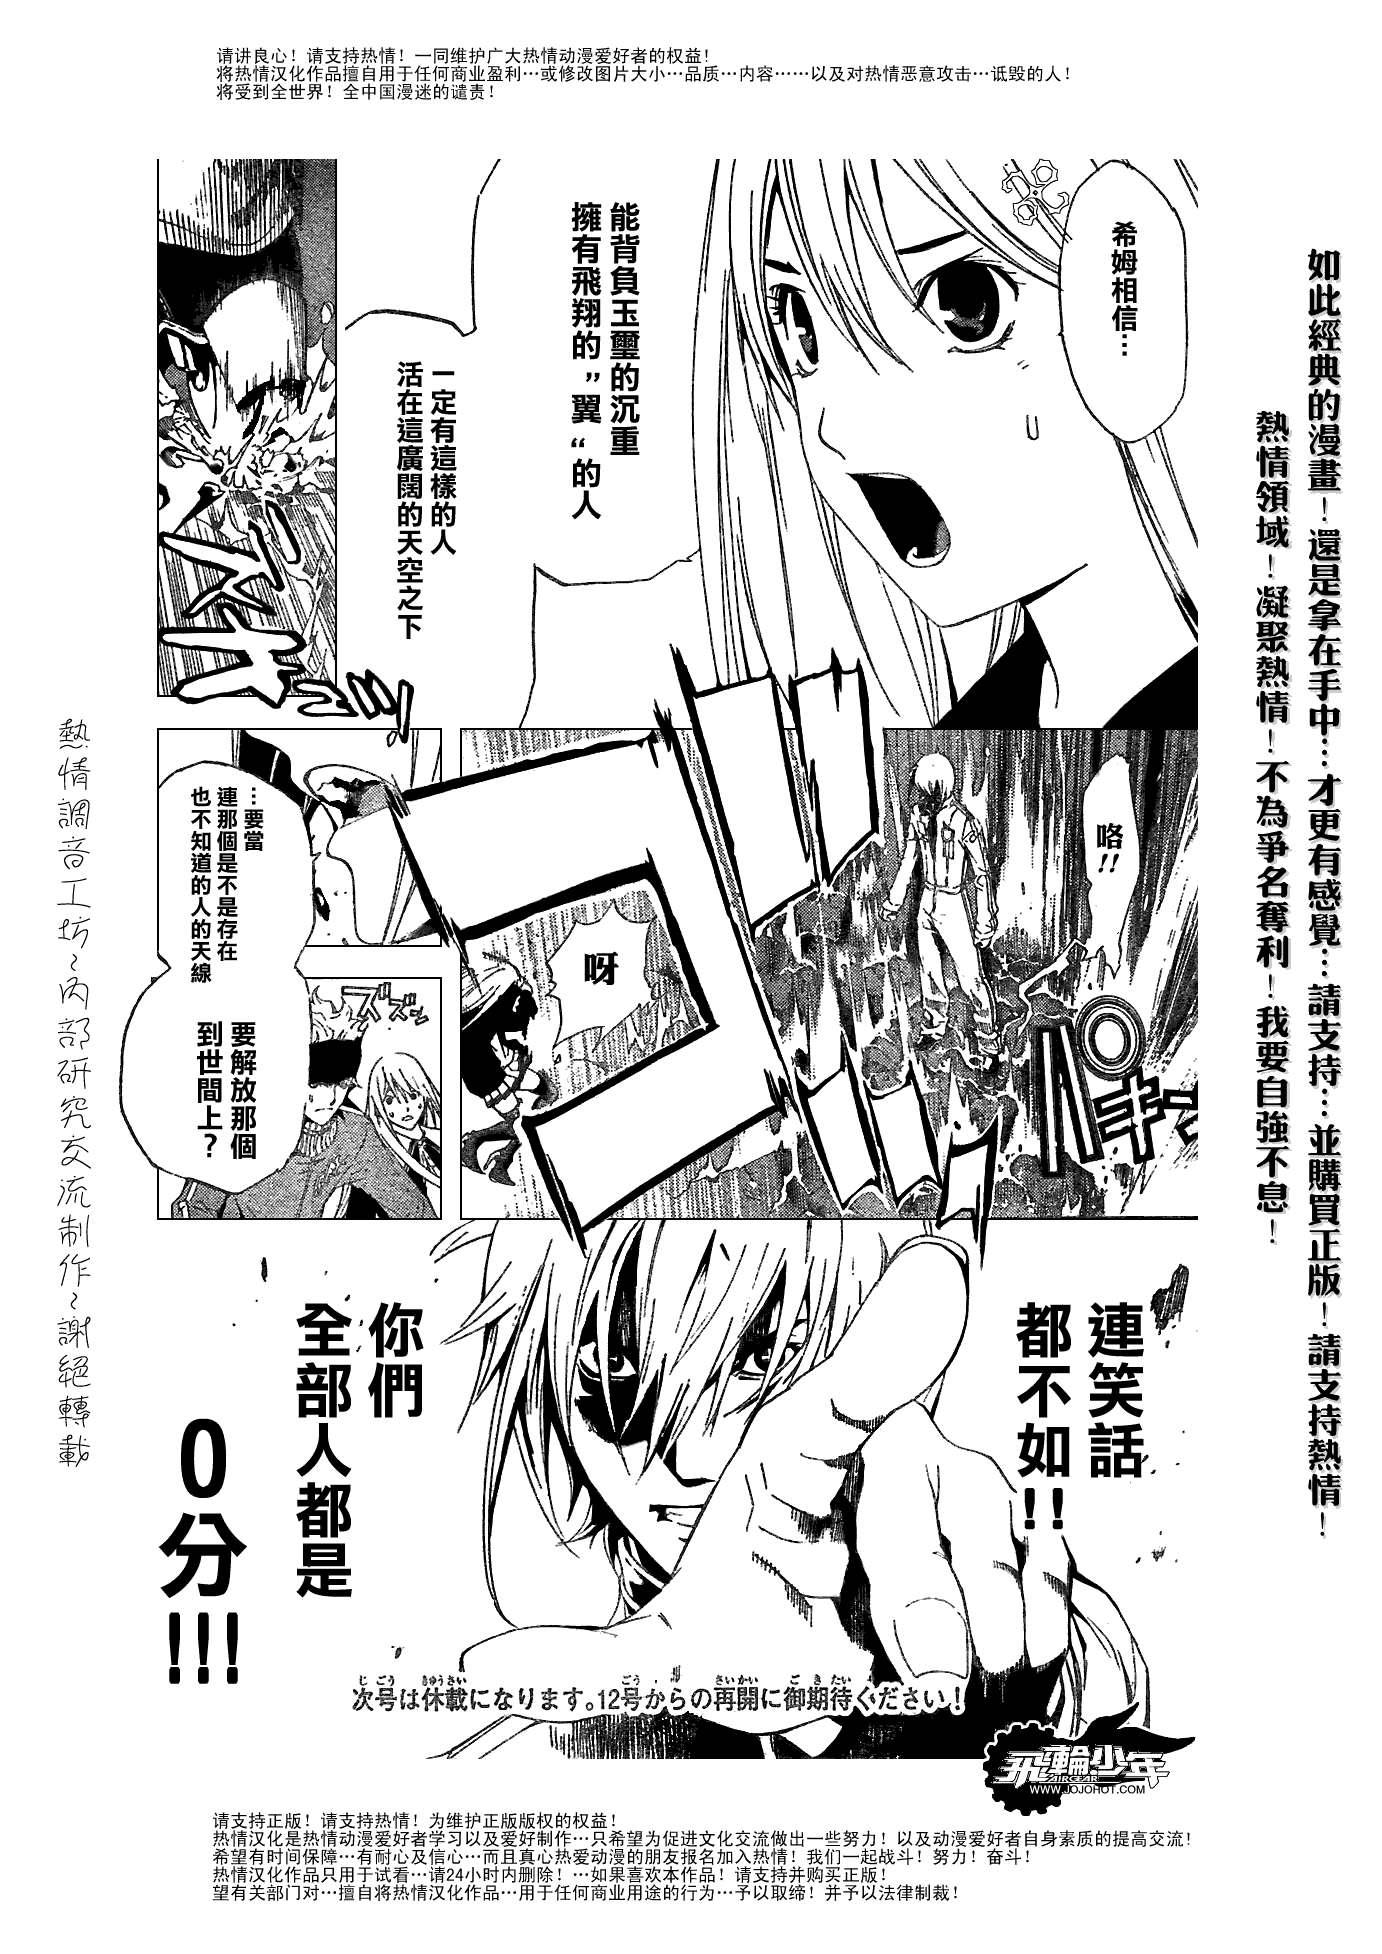 请讲良心！请支持热情！一同维护广大热情动漫爱好者的权益！
将热情汉化作品擅自用于任何商业盈利…或修改图片大小…品质…内容……以及对热情恶意攻击…诋毁的人！
将受到全世界！全中国漫迷的谴责！
如此經典的漫畫！還是拿在手中…才更有感覺…請支持…並購買正版！請支持熱情！
熱情領域！凝聚熱情！不為爭名奪利！我要自強不息！
希姆相信…
能背負玉璽的沉重
擁有飛翔的”翼“的人
一定有這樣的人
活在這廣闊的天空之下
咯!!
呀
…要當
連那個是不是存在
也不知道的人的天線
要解放那個
到世間上？
ズズン
連笑話
都不如!!
你們
全部人都是
0分!!!
次号は休載になります。12号からの再開に御期待ください！
飛輪少年
AIRGEAR
WWW.JOJOHOT.COM
熱情調音工坊~內部研究交流制作~謝絕轉載
请支持正版！请支持热情！为维护正版版权的权益！
热情汉化是热情动漫爱好者学习以及爱好制作…只希望为促进文化交流做出一些努力！以及动漫爱好者自身素质的提高交流！
希望有时间保障…有耐心及信心…而且真心热爱动漫的朋友报名加入热情！我们一起战斗！努力！奋斗！
热情汉化作品只用于试看…请24小时内删除！…如果喜欢本作品！请支持并购买正版！
望有关部门对…擅自将热情汉化作品…用于任何商业用途的行为…予以取缔！并予以法律制裁！